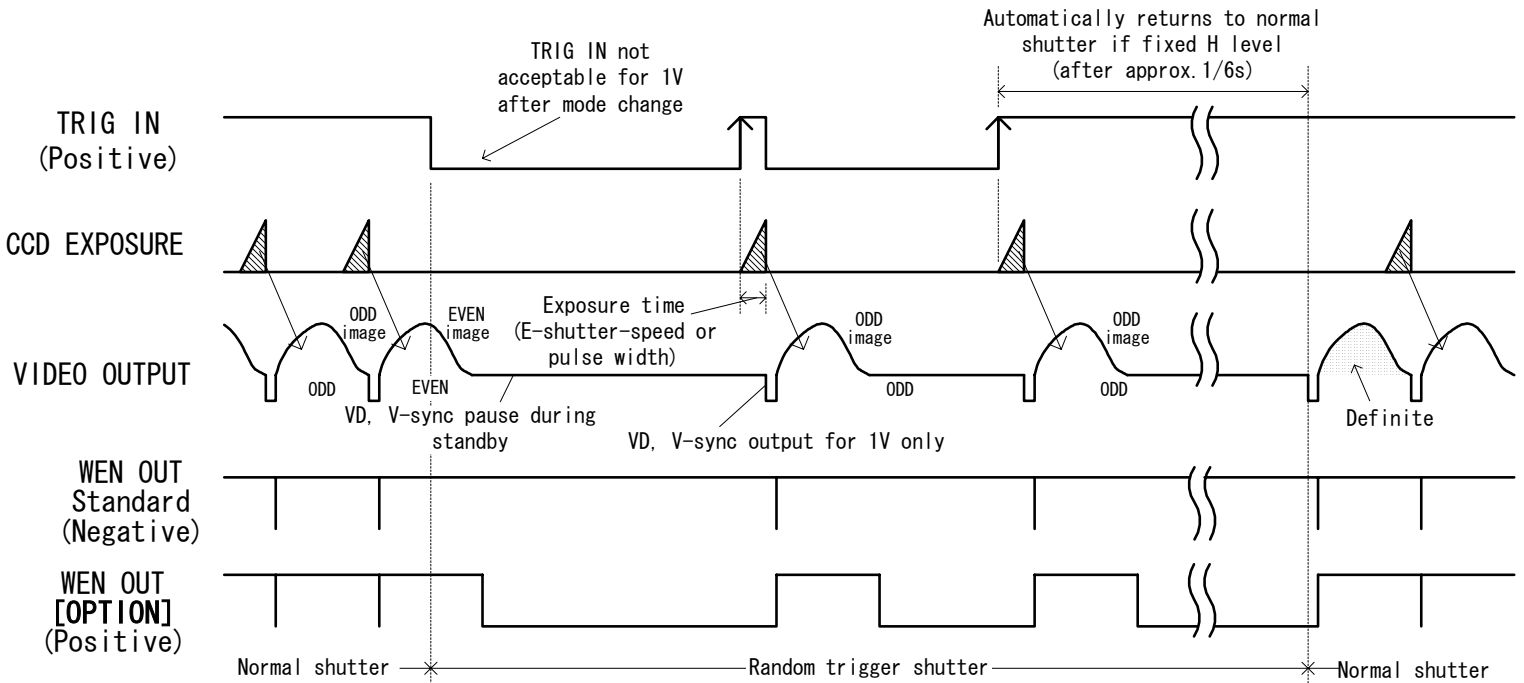 Automatically returns to normal
shutter if fixed H level
(after approx.1/6s)
TRIG IN not
acceptable for 1V
after mode change
TRIG IN
(Positive)
CCD EXPOSURE
Exposure time
(E-shutter-speed or
pulse width)
ODD
image
EVEN
image
ODD
image
ODD
image
VIDEO OUTPUT
ODD
EVEN
ODD
ODD
VD, V-sync pause during
standby
VD, V-sync output for 1V only
Definite
WEN OUT
Standard
(Negative)
WEN OUT
[OPTION]
(Positive)
Normal shutter
Random trigger shutter
Normal shutter